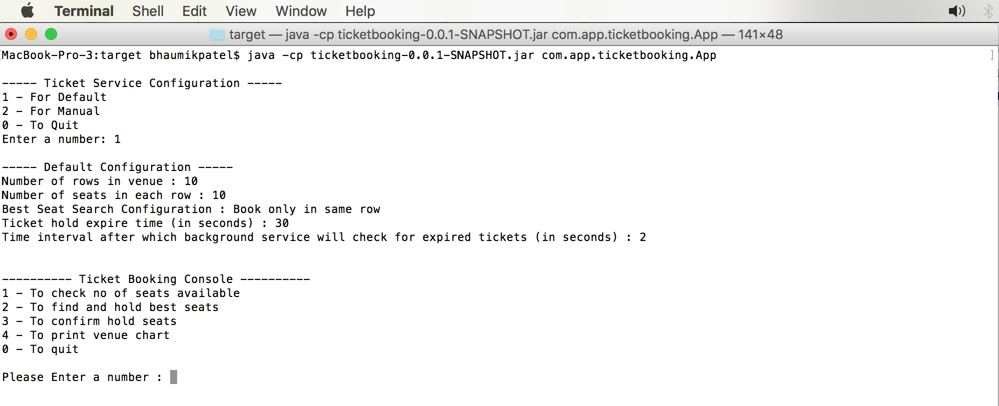 Terminal Shell Edit View Window Help
target — java -cp ticketbooking-0.0.1-SNAPSHOT.jar com.app.ticketbooking.App — 141×48
[MacBook-Pro-3:target bhaumikpatel$ java -cp ticketbooking-0.0.1-SNAPSHOT.jar com.app.ticketbooking.App ]
----- Ticket Service Configuration -----
1 - For Default
2 - For Manual
0 - To Quit
Enter a number: 1
----- Default Configuration -----
Number of rows in venue : 10
Number of seats in each row : 10
Best Seat Search Configuration : Book only in same row
Ticket hold expire time (in seconds) : 30
Time interval after which background service will check for expired tickets (in seconds) : 2
---------- Ticket Booking Console ----------
1 - To check no of seats available
2 - To find and hold best seats
3 - To confirm hold seats
4 - To print venue chart
0 - To quit
Please Enter a number :